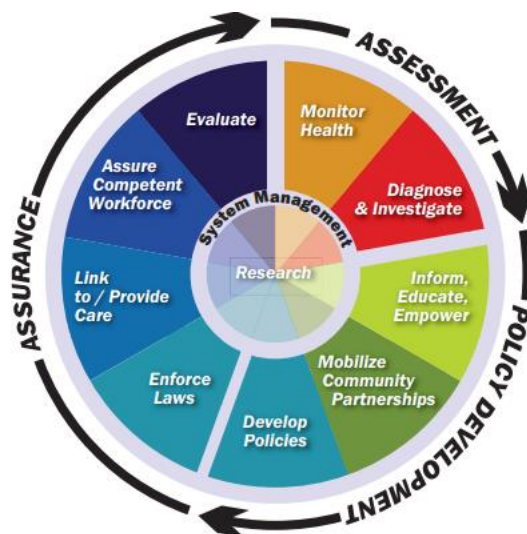 ASSESSMENT
POLICY DEVELOPMENT
ASSURANCE
Monitor
Health
Diagnose
& Investigate
Inform,
Educate,
Empower
Mobilize
Community
Partnerships
Develop
Policies
Enforce
Laws
Link
to / Provide
Care
Assure
Competent
Workforce
Evaluate
System Management
Research